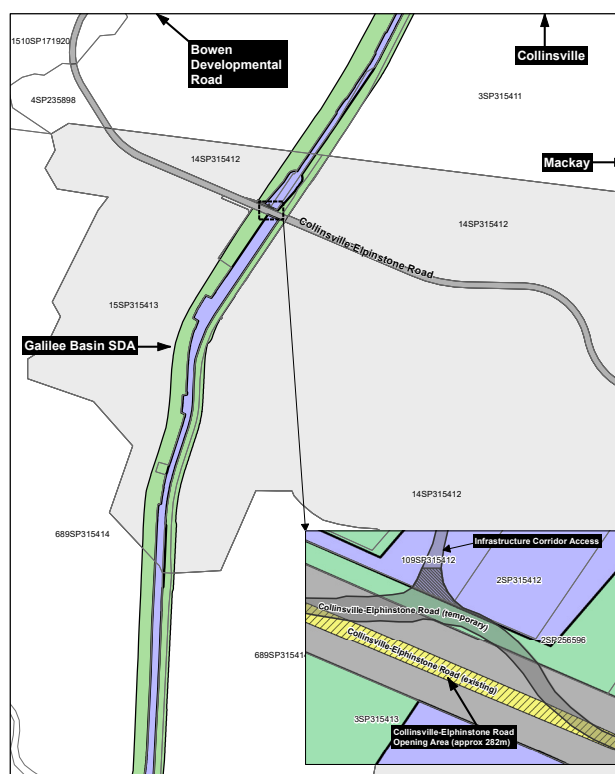 1510SP171920
Bowen
Developmental
Road
Collinsville
4SP235898
3SP315411
14SP315412
Mackay
14SP315412
Collinsville-Elpinstone-Road
15SP315413
Galilee Basin SDA
14SP315412
689SP315414
Infrastructure Corridor Access
109SP315412
2SP315412
Collinsville-Elphinstone Road (temporary)
2SP256596
Collinsville-Elphinstone Road (existing)
689SP31541
3SP315413
Collinsville-Elphinstone Road
Opening Area (approx 282m)